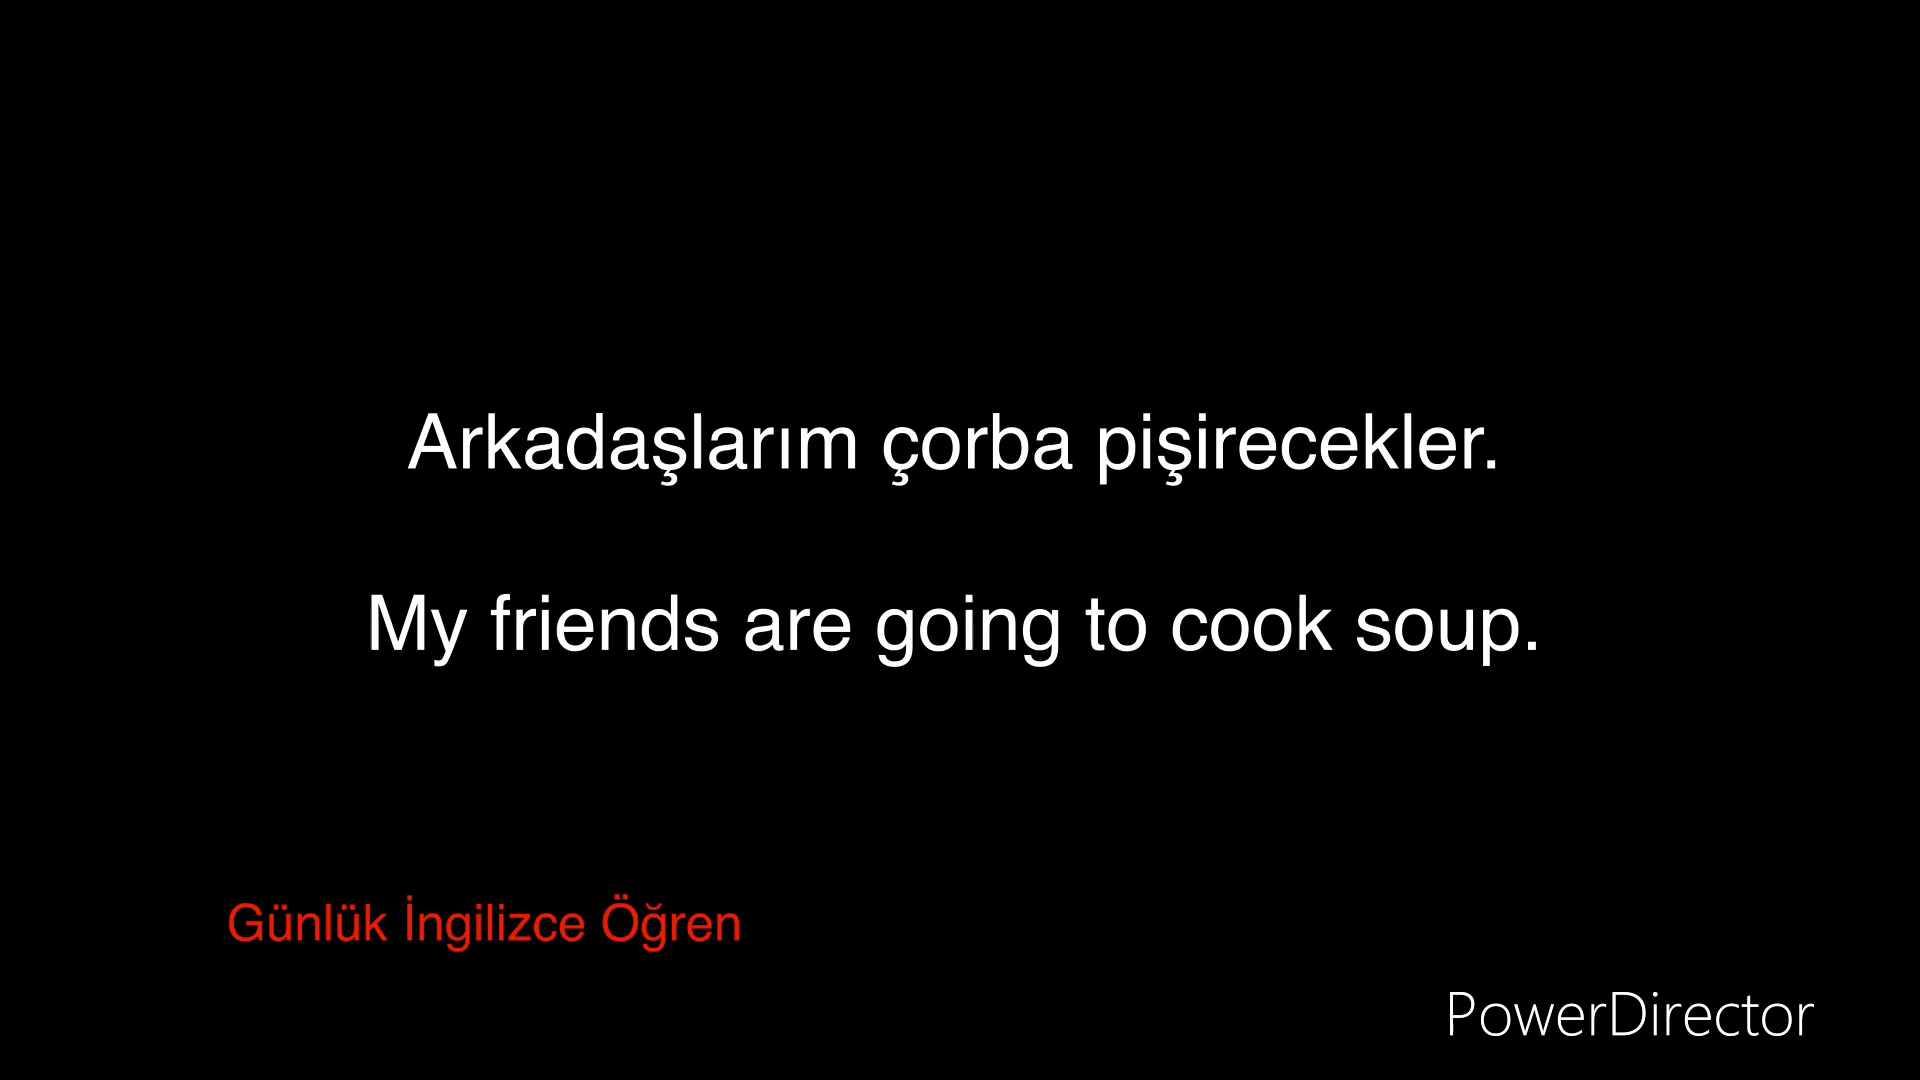 Arkadaşlarım çorba pişirecekler.
My friends are going to cook soup.
Günlük İngilizce Öğren
PowerDirector